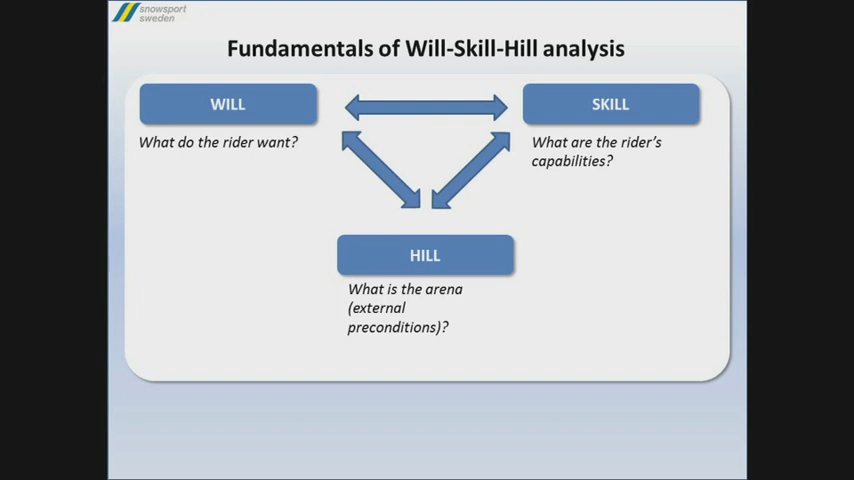 snowsport
sweden
Fundamentals of Will-Skill-Hill analysis
WILL
SKILL
What do the rider want?
What are the rider's
capabilities?
HILL
What is the arena
(external
preconditions)?